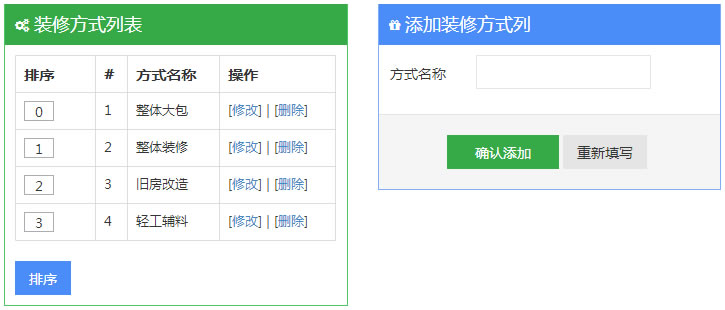 装修方式列表
排序 # 方式名称 操作
0 1 整体大包 [修改] | [删除]
1 2 整体装修 [修改] | [删除]
2 3 旧房改造 [修改] | [删除]
3 4 轻工辅料 [修改] | [删除]
排序
添加装修方式列
方式名称
确认添加 重新填写